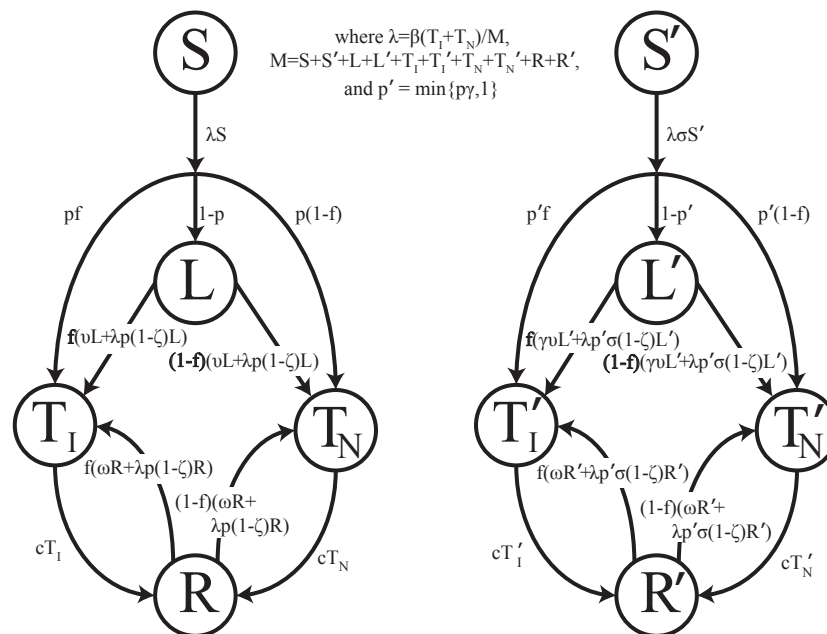 S
where λ=β(T_I+T_N)/M,
M=S+S′+L+L′+T_I+T_I′+T_N+T_N′+R+R′,
and p′ = min{pγ,1}
S′
λS
λσS′
pf
1-p
p(1-f)
p′f
1-p′
p′(1-f)
L
L′
f(υL+λp(1-ζ)L)
(1-f)(υL+λp(1-ζ)L)
f(γυL′+λp′σ(1-ζ)L′)
(1-f)(γυL′+λp′σ(1-ζ)L′)
T_I
T_N
T_I′
T_N′
f(ωR+λp(1-ζ)R)
(1-f)(ωR+
λp(1-ζ)R)
f(ωR′+λp′σ(1-ζ)R′)
(1-f)(ωR′+
λp′σ(1-ζ)R′)
cT_I
cT_N
cT_I′
cT_N′
R
R′